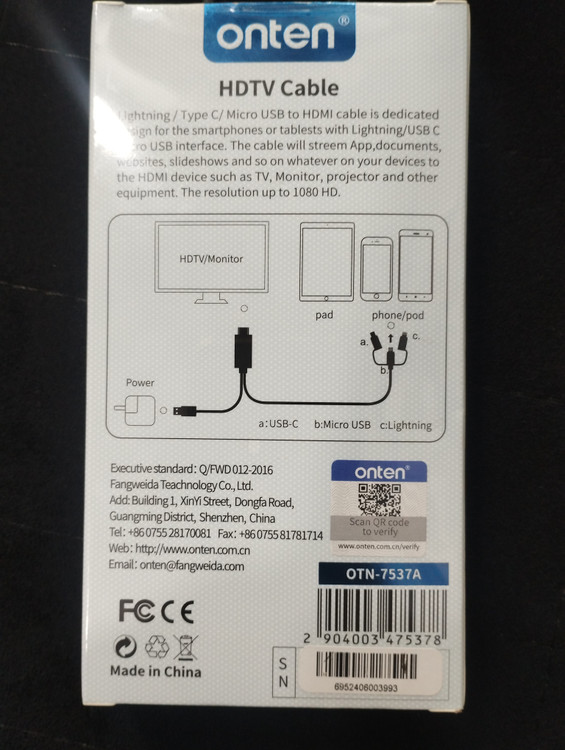 onten®
HDTV Cable
Lightning / Type C/ Micro USB to HDMI cable is dedicated
design for the smartphones or tablests with Lightning/USB C
Micro USB interface. The cable will streem App,documents,
websites, slideshows and so on whatever on your devices to
the HDMI device such as TV, Monitor, projector and other
equipment. The resolution up to 1080 HD.
HDTV/Monitor
pad
phone/pod
a.
c.
b.
Power
a:USB-C b:Micro USB c:Lightning
Executive standard: Q/FWD 012-2016
Fangweida Teachnology Co., Ltd.
Add: Building 1, XinYi Street, Dongfa Road,
Guangming District, Shenzhen, China
Tel: +86 0755 28170081 Fax: +86 0755 81781714
Web: http://www.onten.com.cn
Email: onten@fangweida.com
onten®
Scan QR code
to verify
www.onten.com.cn/verify
OTN-7537A
2 904003 475378
FC CE
Made in China
S
N
6952406003993